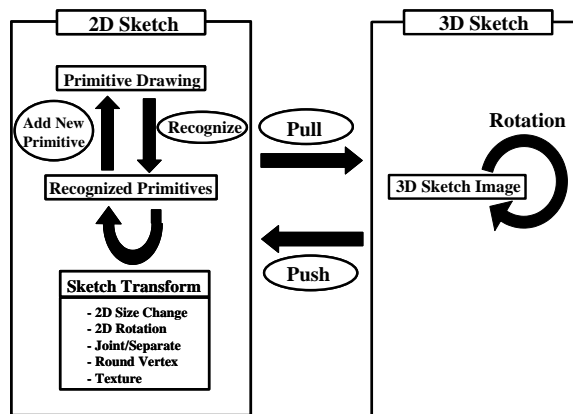 2D Sketch
3D Sketch
Primitive Drawing
Add New
Primitive
Recognize
Pull
Rotation
Recognized Primitives
3D Sketch Image
Push
Sketch Transform
- 2D Size Change
- 2D Rotation
- Joint/Separate
- Round Vertex
- Texture